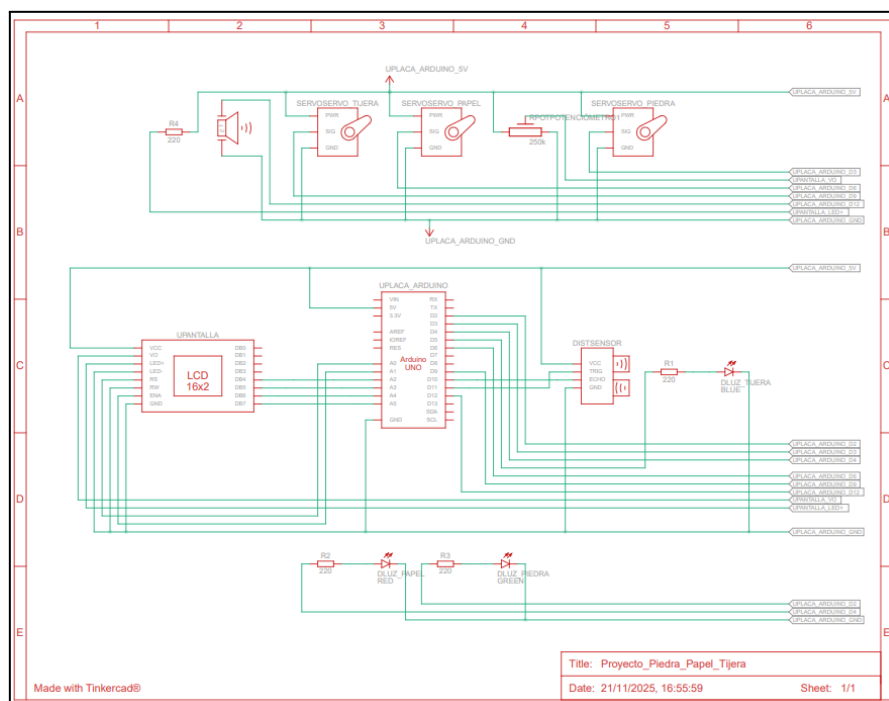 1 2 3 4 5 6
UPLACA_ARDUINO_5V
A A
SERVOSERVO_TIJERA SERVOSERVO_PAPEL SERVOSERVO_PIEDRA
RPOTPOTENCIÓMETRO1
R4
220
PWR PWR PWR
SIG SIG SIG
GND GND GND
250k
UPLACA_ARDUINO_5V
UPLACA_ARDUINO_D3
UPANTALLA_VO
UPLACA_ARDUINO_D6
UPLACA_ARDUINO_D9
UPLACA_ARDUINO_D12
UPANTALLA_LED+
UPLACA_ARDUINO_GND
B B
UPLACA_ARDUINO_GND
UPLACA_ARDUINO_5V
UPLACA_ARDUINO
VIN
5V
3.3V
AREF
IOREF
RES
A0
A1
A2
A3
A4
A5
GND
Arduino
UNO
RX
TX
D2
D3
D4
D5
D6
D7
D8
D9
D10
D11
D12
D13
SDA
SCL
C C
UPANTALLA
VCC
VO
LED+
LED-
RS
RW
ENA
GND
LCD
16x2
DB0
DB1
DB2
DB3
DB4
DB5
DB6
DB7
DISTSENSOR
VCC
TRIG
ECHO
GND
R1
220
DLUZ_TIJERA
BLUE
D D
UPLACA_ARDUINO_D2
UPLACA_ARDUINO_D3
UPLACA_ARDUINO_D4
UPLACA_ARDUINO_D6
UPLACA_ARDUINO_D9
UPLACA_ARDUINO_D12
UPANTALLA_VO
UPANTALLA_LED+
UPLACA_ARDUINO_GND
R2
220
DLUZ_PAPEL
RED
R3
220
DLUZ_PIEDRA
GREEN
UPLACA_ARDUINO_D2
UPLACA_ARDUINO_D4
UPLACA_ARDUINO_GND
E E
Title: Proyecto_Piedra_Papel_Tijera
Made with Tinkercad®
Date: 21/11/2025, 16:55:59 Sheet: 1/1